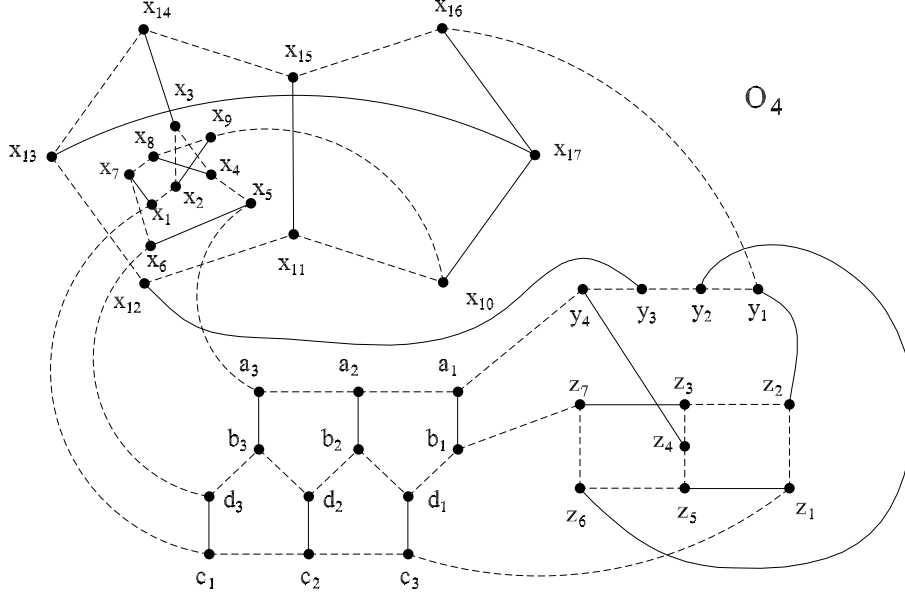 x14 x16
x15
O4
x3 x9
x13 x8 x17
x7 x4
x2 x5
x1
x6
x11
x12 x10
y4 y3 y2 y1
a3 a2 a1
z7 z3 z2
b3 b2 b1 z4
d3 d2 d1
z6 z5 z1
c1 c2 c3